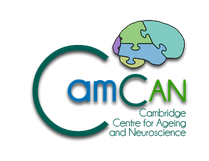 CamCAN
Cambridge
Centre for Ageing
and Neuroscience